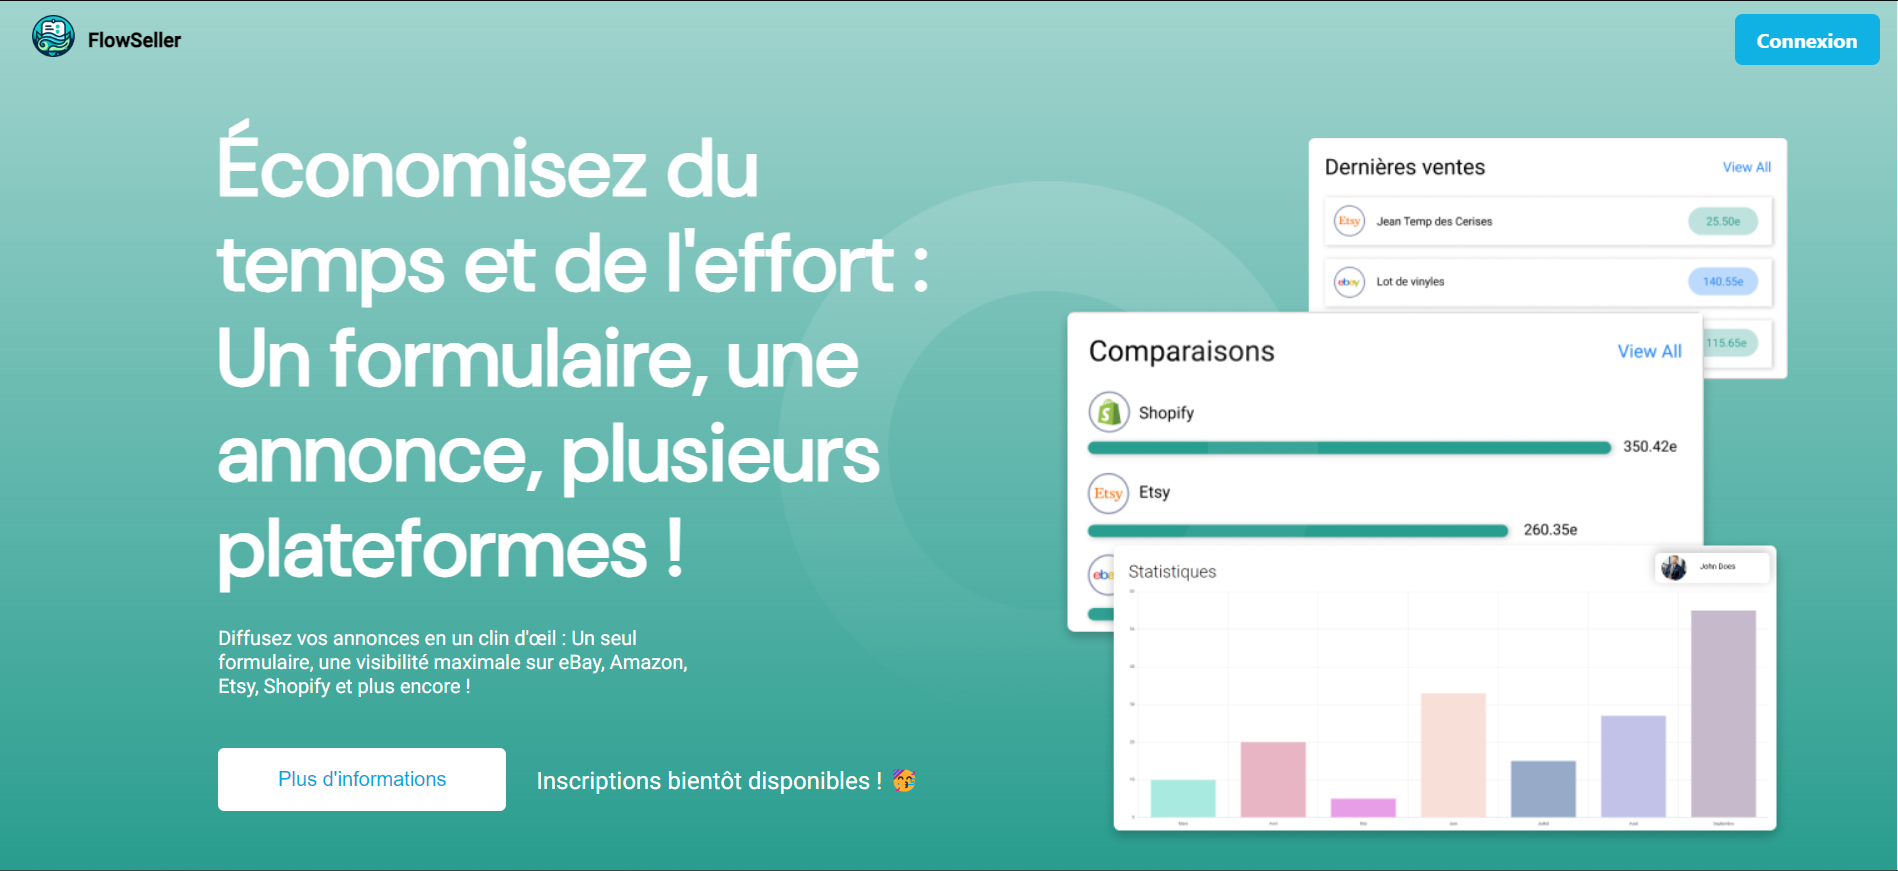 FlowSeller
Connexion
Économisez du
temps et de l'effort :
Un formulaire, une
annonce, plusieurs
plateformes !
Diffusez vos annonces en un clin d'œil : Un seul
formulaire, une visibilité maximale sur eBay, Amazon,
Etsy, Shopify et plus encore !
Plus d'informations
Inscriptions bientôt disponibles ! 🥳
Dernières ventes
View All
Etsy
Jean Temp des Cerises
25.50e
ebay
Lot de vinyles
140.55e
115.65e
Comparaisons
View All
Shopify
350.42e
Etsy
Etsy
260.35e
eba
Statistiques
John Does